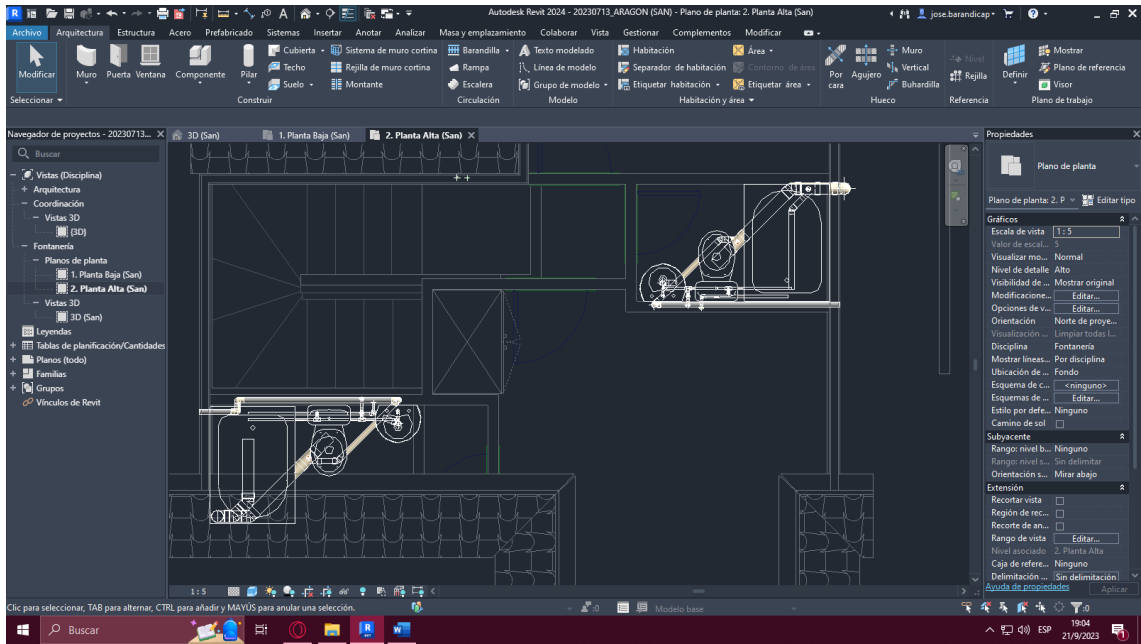 Autodesk Revit 2024 - 20230713_ARAGON (SAN) - Plano de planta: 2. Planta Alta (San)
jose.barandicap
Archivo Arquitectura Estructura Acero Prefabricado Sistemas Insertar Anotar Analizar Masa y emplazamiento Colaborar Vista Gestionar Complementos Modificar
Modificar
Muro Puerta Ventana Componente Pilar
Cubierta
Techo
Suelo
Sistema de muro cortina
Rejilla de muro cortina
Montante
Barandilla
Rampa
Escalera
Texto modelado
Línea de modelo
Grupo de modelo
Habitación
Separador de habitación
Etiquetar habitación
Área
Contorno de área
Etiquetar área
Por cara
Agujero
Muro
Vertical
Buhardilla
Nivel
Rejilla
Definir
Mostrar
Plano de referencia
Visor
Seleccionar Construir Circulación Modelo Habitación y área Hueco Referencia Plano de trabajo
Navegador de proyectos - 20230713...
Buscar
Vistas (Disciplina)
Arquitectura
Coordinación
Vistas 3D
{3D}
Fontanería
Planos de planta
1. Planta Baja (San)
2. Planta Alta (San)
Vistas 3D
3D (San)
Leyendas
Tablas de planificación/Cantidades
Planos (todo)
Familias
Grupos
Vínculos de Revit
3D (San) 1. Planta Baja (San) 2. Planta Alta (San)
Propiedades
Plano de planta
Plano de planta: 2. P Editar tipo
Gráficos
Escala de vista 1 : 5
Valor de escal... 5
Visualizar mo... Normal
Nivel de detalle Alto
Visibilidad de ... Mostrar original
Modificacione... Editar...
Opciones de v... Editar...
Orientación Norte de proye...
Visualización ... Limpiar todas l...
Disciplina Fontanería
Mostrar líneas... Por disciplina
Ubicación de ... Fondo
Esquema de c... <ninguno>
Esquemas de ... Editar...
Estilo por defe... Ninguno
Camino de sol
Subyacente
Rango: nivel b... Ninguno
Rango: nivel s... Sin delimitar
Orientación s... Mirar abajo
Extensión
Recortar vista
Región de rec...
Recorte de an...
Rango de vista Editar...
Nivel asociado 2. Planta Alta
Caja de refere... Ninguno
Delimitación ... Sin delimitación
Ayuda de propiedades Aplicar
1 : 5
Clic para seleccionar, TAB para alternar, CTRL para añadir y MAYÚS para anular una selección.
:0
Modelo base
:0
Buscar
ESP
19:04
21/9/2023